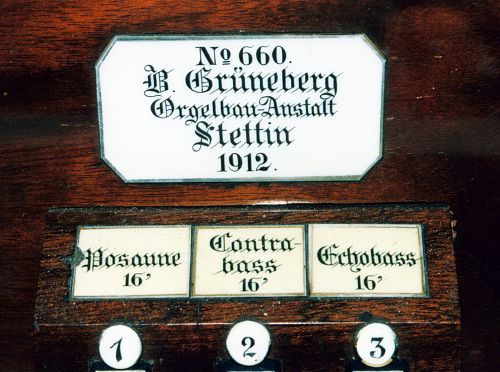 No 660.
B. Grüneberg
Orgelbau-Anstalt
Stettin
1912.
Posaune
16'
Contra-
bass
16'
Echobass
16'
1
2
3